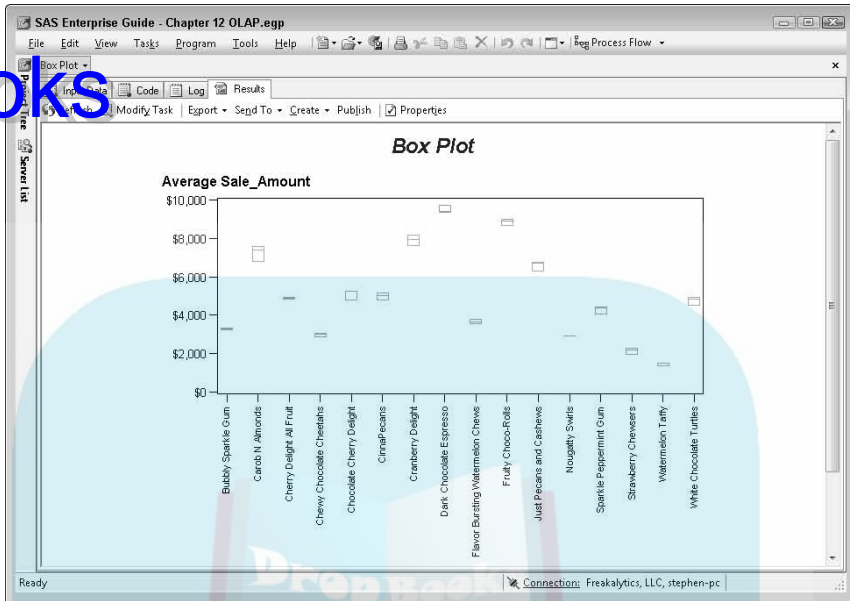 SAS Enterprise Guide - Chapter 12 OLAP.egp
File Edit View Tasks Program Tools Help Process Flow
Box Plot
oks
Input Data Code Log Results
Refresh Modify Task Export Send To Create Publish Properties
Project Tree
Server List
Box Plot
Average Sale_Amount
$10,000
$8,000
$6,000
$4,000
$2,000
$0
Bubbly Sparkle Gum
Carob N Almonds
Cherry Delight All Fruit
Chewy Chocolate Cheetahs
Chocolate Cherry Delight
CinnaPecans
Cranberry Delight
Dark Chocolate Espresso
Flavor Bursting Watermelon Chews
Fruity Choco-Rolls
Just Pecans and Cashews
Nougatty Swirls
Sparkle Peppermint Gum
Strawberry Chewsers
Watermelon Taffy
White Chocolate Turtles
DropBooks
Ready
Connection: Freakalytics, LLC, stephen-pc